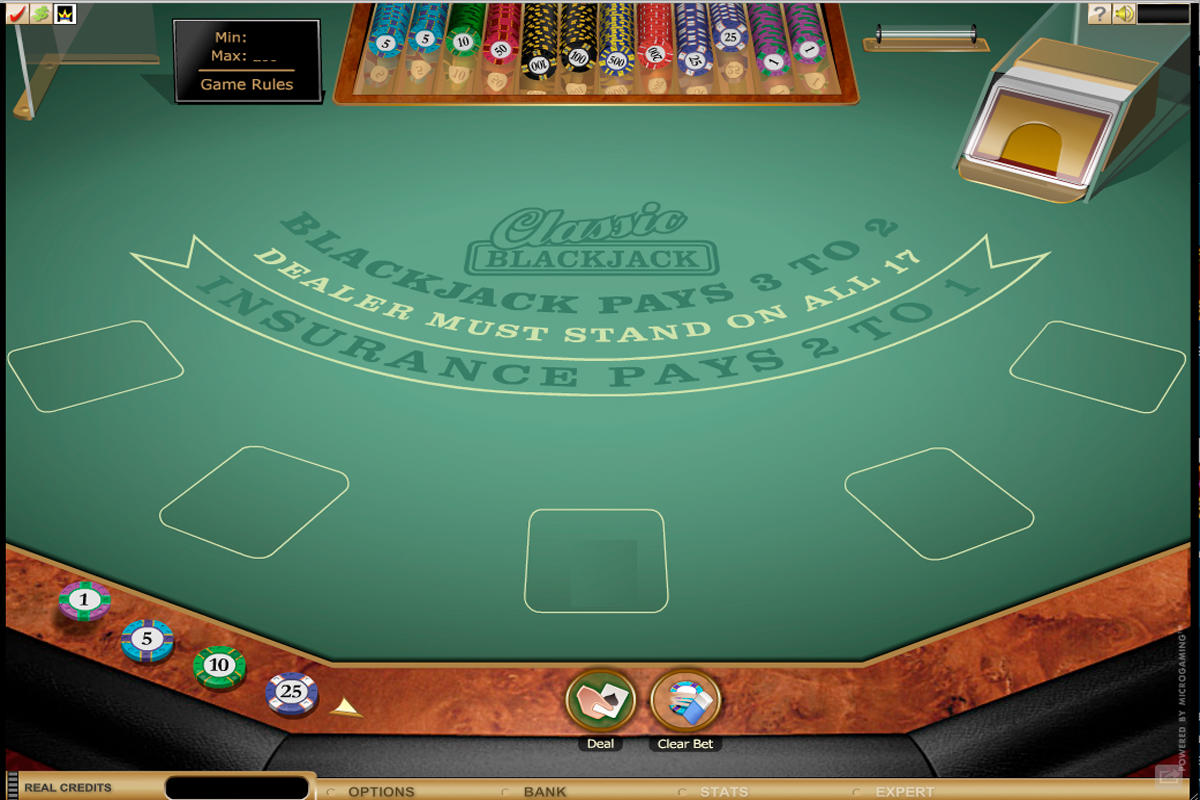 ?
Min:
Max: _ _ _
Game Rules
5
5
10
50
100
100
500
200
25
25
1
1
Classic
BLACKJACK
BLACKJACK PAYS 3 TO 2
DEALER MUST STAND ON ALL 17
INSURANCE PAYS 2 TO 1
1
5
10
25
Deal
Clear Bet
POWERED BY MICROGAMING
REAL CREDITS
OPTIONS
BANK
STATS
EXPERT